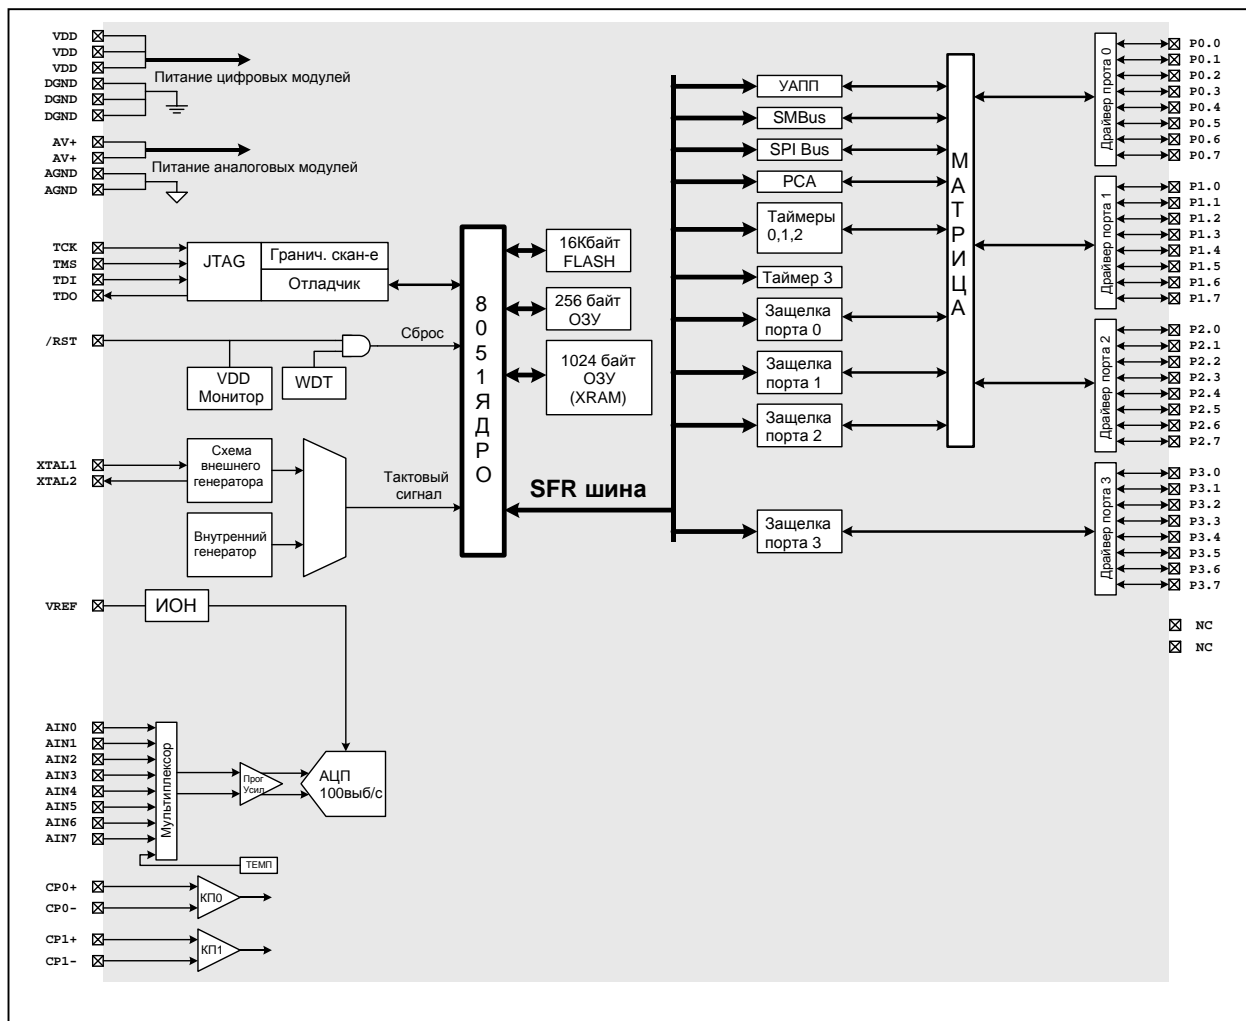 VDD
VDD
VDD
DGND
DGND
DGND
Питание цифровых модулей
AV+
AV+
AGND
AGND
Питание аналоговых модулей
TCK
TMS
TDI
TDO
JTAG
Гранич. скан-е
Отладчик
/RST
VDD
Монитор
WDT
Сброс
XTAL1
XTAL2
Схема
внешнего
генератора
Внутренний
генератор
Тактовый
сигнал
8051ЯДРО
16Кбайт
FLASH
256 байт
ОЗУ
1024 байт
ОЗУ
(XRAM)
SFR шина
УАПП
SMBus
SPI Bus
PCA
Таймеры
0,1,2
Таймер 3
Защелка
порта 0
Защелка
порта 1
Защелка
порта 2
Защелка
порта 3
МАТРИЦА
Драйвер прота 0
P0.0
P0.1
P0.2
P0.3
P0.4
P0.5
P0.6
P0.7
Драйвер порта 1
P1.0
P1.1
P1.2
P1.3
P1.4
P1.5
P1.6
P1.7
Драйвер порта 2
P2.0
P2.1
P2.2
P2.3
P2.4
P2.5
P2.6
P2.7
Драйвер порта 3
P3.0
P3.1
P3.2
P3.3
P3.4
P3.5
P3.6
P3.7
NC
NC
VREF
ИОН
AIN0
AIN1
AIN2
AIN3
AIN4
AIN5
AIN6
AIN7
Мультиплексор
Прог
Усил
АЦП
100выб/с
ТЕМП
CP0+
CP0-
КП0
CP1+
CP1-
КП1